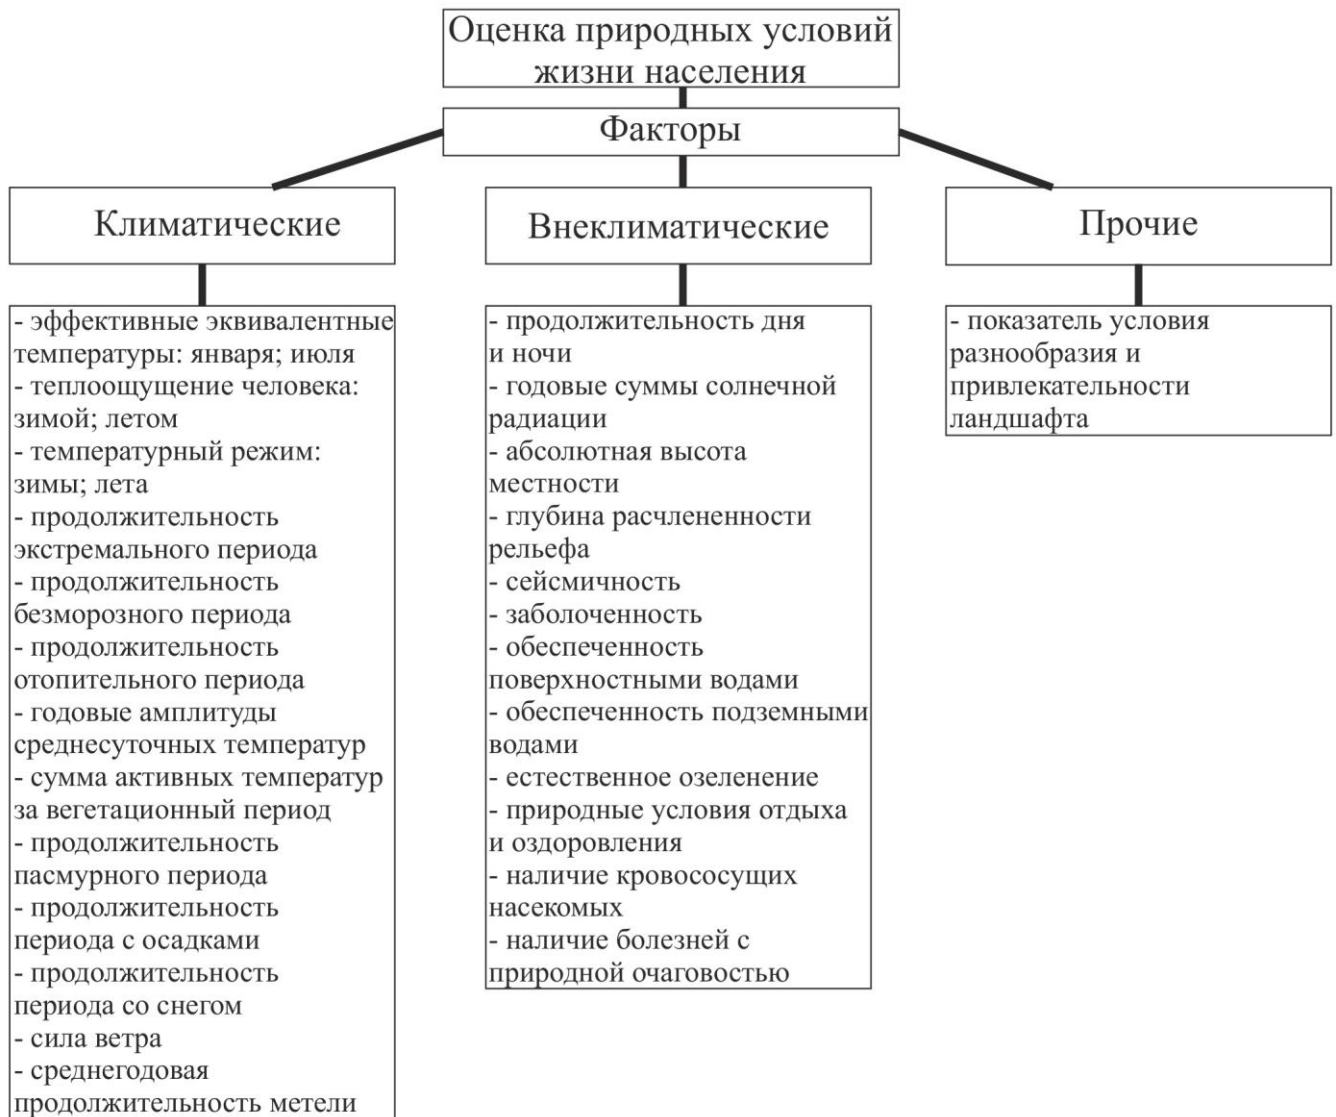 Оценка природных условий
жизни населения
Факторы
Климатические
- эффективные эквивалентные
температуры: января; июля
- теплоощущение человека:
зимой; летом
- температурный режим:
зимы; лета
- продолжительность
экстремального периода
- продолжительность
безморозного периода
- продолжительность
отопительного периода
- годовые амплитуды
среднесуточных температур
- сумма активных температур
за вегетационный период
- продолжительность
пасмурного периода
- продолжительность
периода с осадками
- продолжительность
периода со снегом
- сила ветра
- среднегодовая
продолжительность метели
Внеклиматические
- продолжительность дня
и ночи
- годовые суммы солнечной
радиации
- абсолютная высота
местности
- глубина расчлененности
рельефа
- сейсмичность
- заболоченность
- обеспеченность
поверхностными водами
- обеспеченность подземными
водами
- естественное озеленение
- природные условия отдыха
и оздоровления
- наличие кровососущих
насекомых
- наличие болезней с
природной очаговостью
Прочие
- показатель условия
разнообразия и
привлекательности
ландшафта